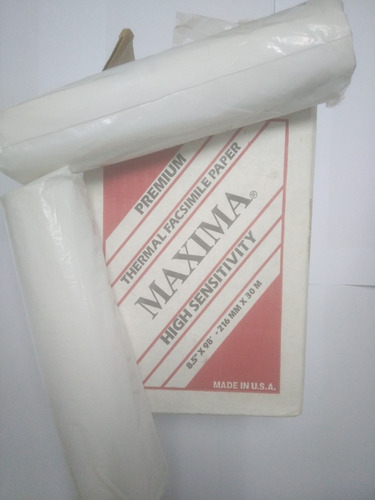 PREMIUM
THERMAL FACSIMILE PAPER
MAXIMA®
HIGH SENSITIVITY
8.5" X 98' - 216 MM X 30 M
MADE IN U.S.A.